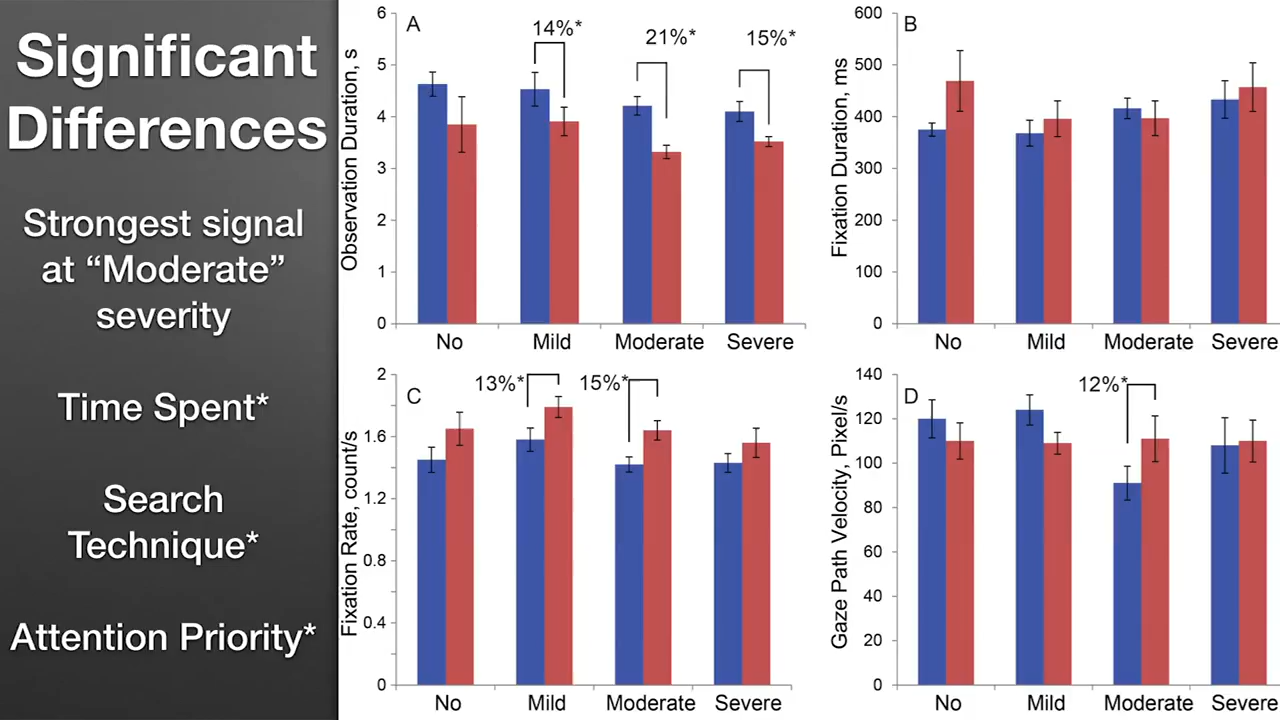 Significant
Differences
Strongest signal
at “Moderate”
severity
Time Spent*
Search
Technique*
Attention Priority*
A
Observation Duration, s
6
5
4
3
2
1
0
14%*
21%*
15%*
No
Mild
Moderate
Severe
B
Fixation Duration, ms
600
500
400
300
200
100
0
No
Mild
Moderate
Severe
C
Fixation Rate, count/s
2
1.6
1.2
0.8
0.4
0
13%*
15%*
No
Mild
Moderate
Severe
D
Gaze Path Velocity, Pixel/s
140
120
100
80
60
40
20
0
12%*
No
Mild
Moderate
Severe